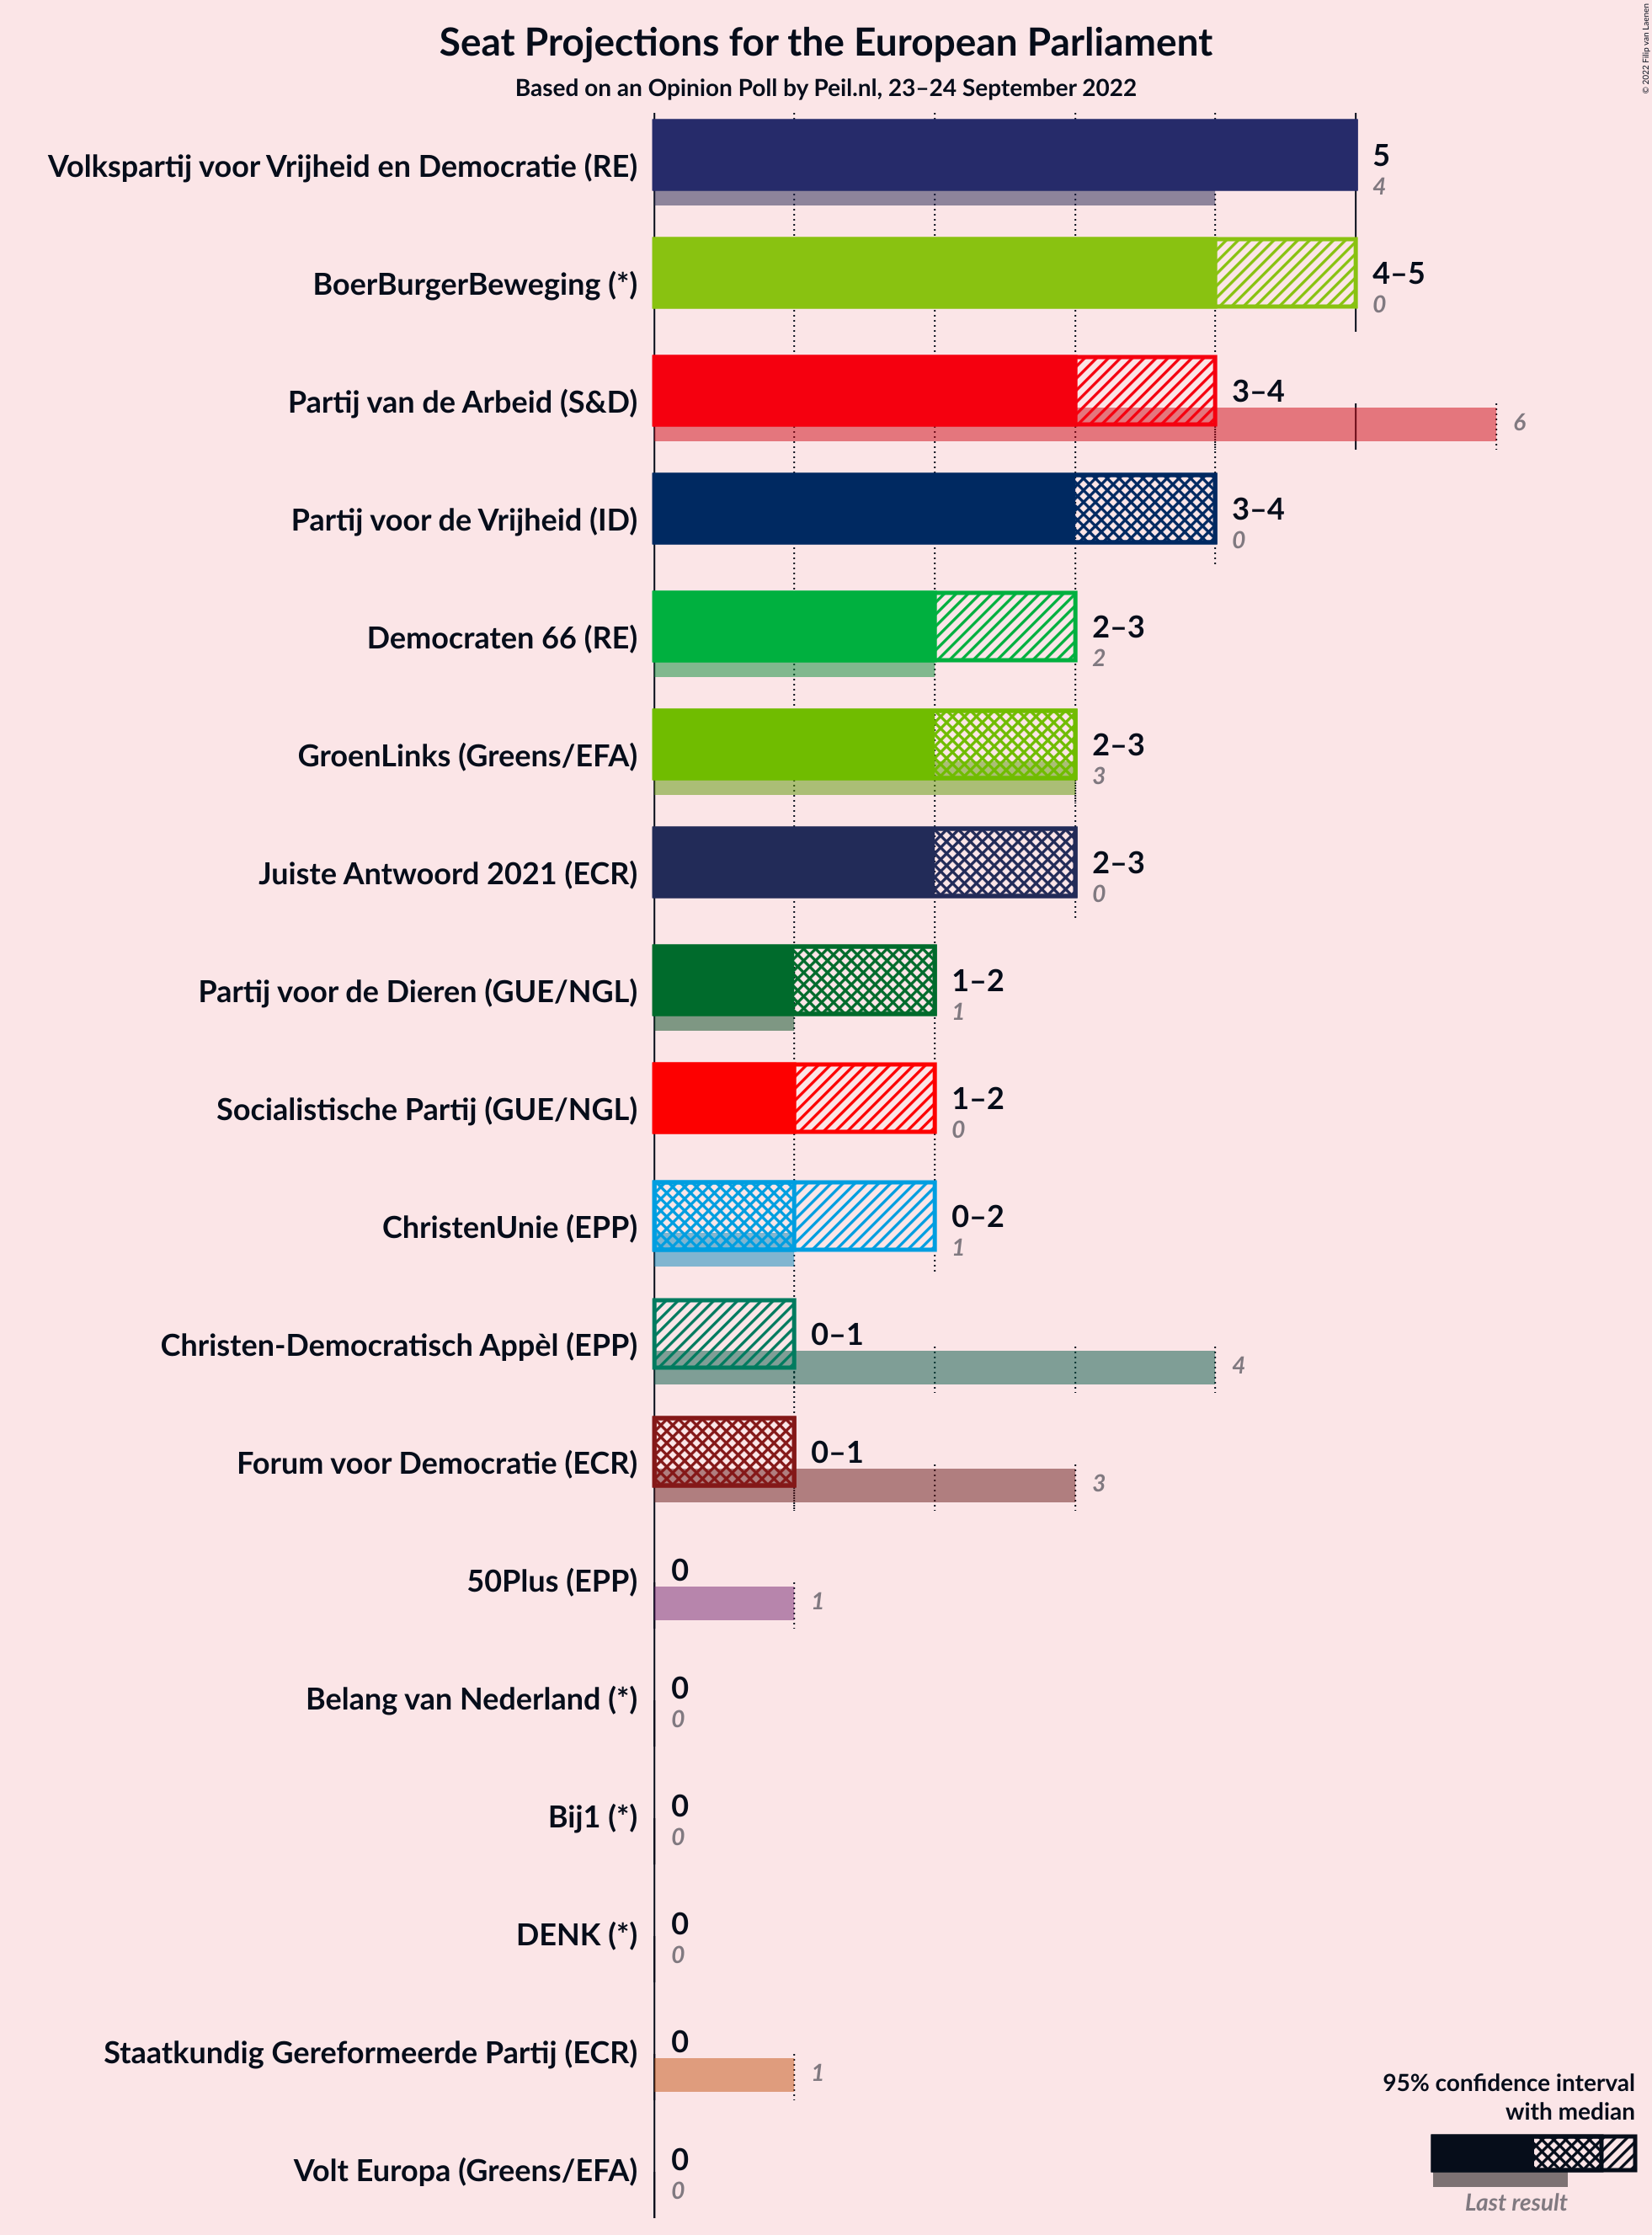 Seat Projections for the European Parliament
Based on an Opinion Poll by Peil.nl, 23–24 September 2022
© 2022 Filip van Laenen
Volkspartij voor Vrijheid en Democratie (RE)
5
4
BoerBurgerBeweging (*)
4–5
0
Partij van de Arbeid (S&D)
3–4
6
Partij voor de Vrijheid (ID)
3–4
0
Democraten 66 (RE)
2–3
2
GroenLinks (Greens/EFA)
2–3
3
Juiste Antwoord 2021 (ECR)
2–3
0
Partij voor de Dieren (GUE/NGL)
1–2
1
Socialistische Partij (GUE/NGL)
1–2
0
ChristenUnie (EPP)
0–2
1
Christen-Democratisch Appèl (EPP)
0–1
4
Forum voor Democratie (ECR)
0–1
3
50Plus (EPP)
0
1
Belang van Nederland (*)
0
0
Bij1 (*)
0
0
DENK (*)
0
0
Staatkundig Gereformeerde Partij (ECR)
0
1
Volt Europa (Greens/EFA)
0
0
95% confidence interval
with median
Last result